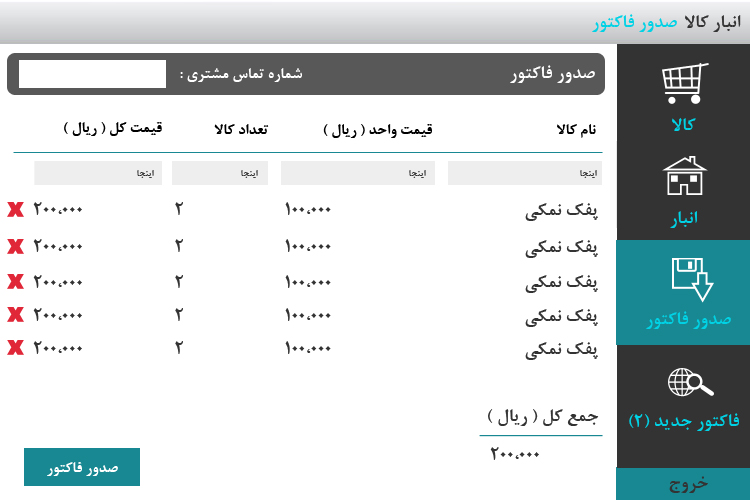 انبار کالا صدور فاکتور
صدور فاکتور
شماره تماس مشتری :
نام کالا قیمت واحد ( ریال ) تعداد کالا قیمت کل ( ریال )
اینجا اینجا اینجا اینجا
پفک نمکی ۱۰۰،۰۰۰ ۲ ۲۰۰،۰۰۰ X
پفک نمکی ۱۰۰،۰۰۰ ۲ ۲۰۰،۰۰۰ X
پفک نمکی ۱۰۰،۰۰۰ ۲ ۲۰۰،۰۰۰ X
پفک نمکی ۱۰۰،۰۰۰ ۲ ۲۰۰،۰۰۰ X
پفک نمکی ۱۰۰،۰۰۰ ۲ ۲۰۰،۰۰۰ X
جمع کل ( ریال )
۲۰۰،۰۰۰
صدور فاکتور
کالا
انبار
صدور فاکتور
فاکتور جدید (۲)
خروج